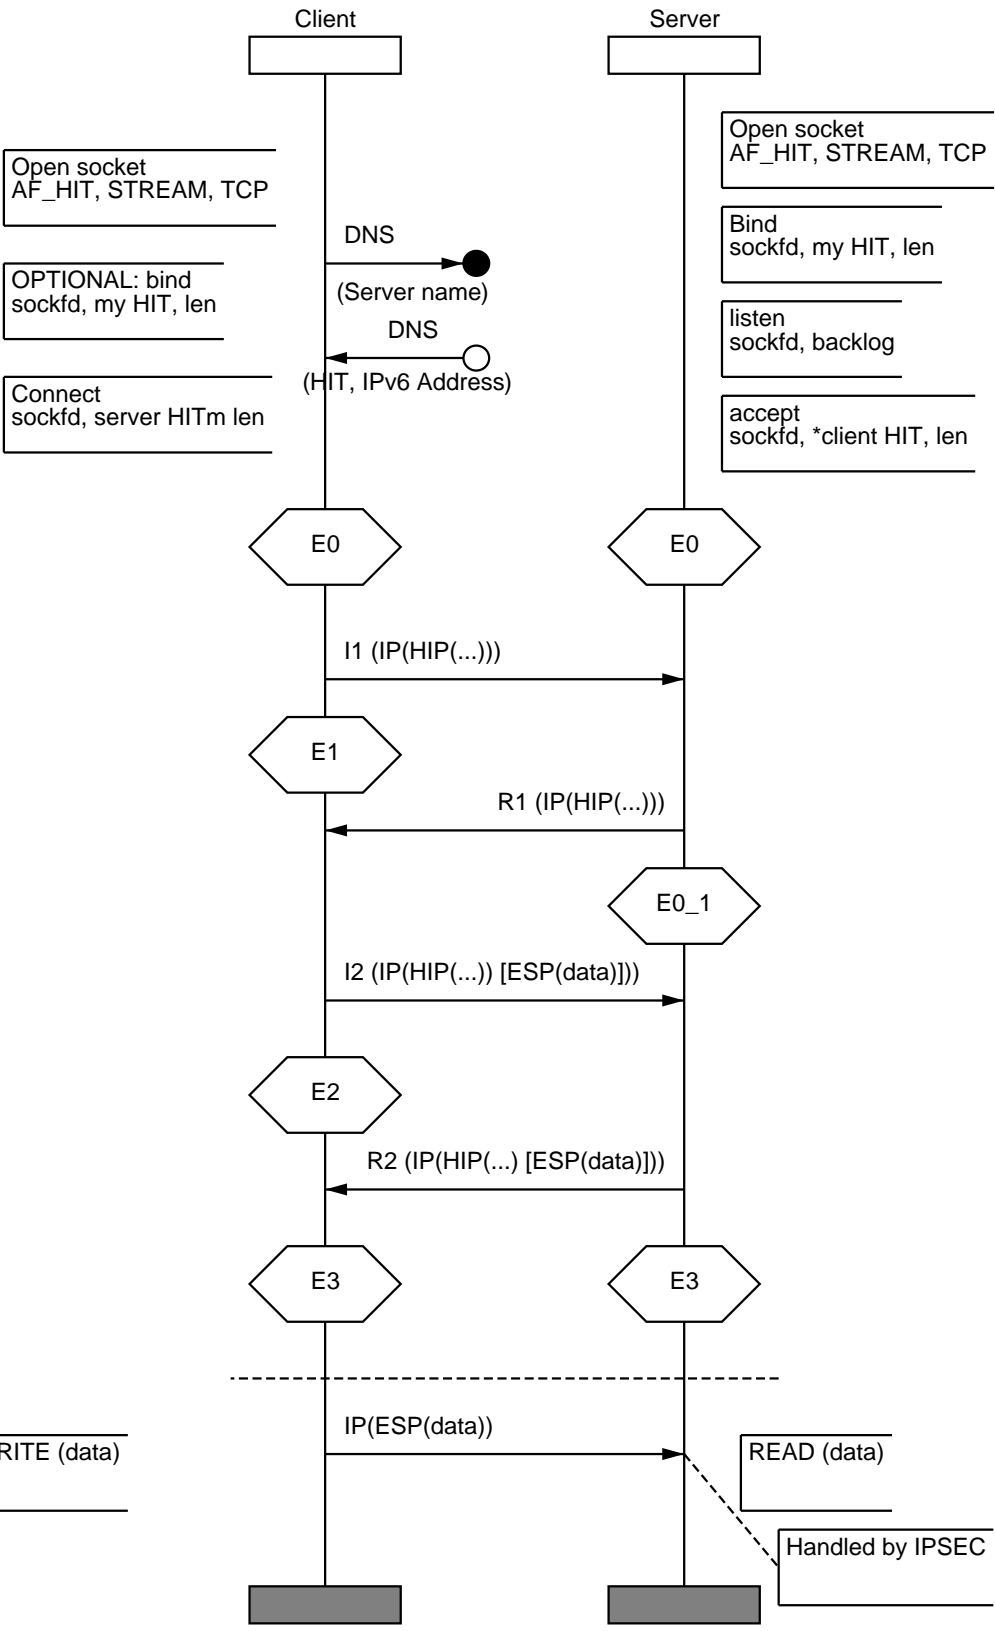 Client
Server
Open socket
AF_HIT, STREAM, TCP
Open socket
AF_HIT, STREAM, TCP
DNS
(Server name)
Bind
sockfd, my HIT, len
OPTIONAL: bind
sockfd, my HIT, len
DNS
(HIT, IPv6 Address)
listen
sockfd, backlog
Connect
sockfd, server HITm len
accept
sockfd, *client HIT, len
E0
E0
I1 (IP(HIP(...)))
E1
R1 (IP(HIP(...)))
E0_1
I2 (IP(HIP(...)) [ESP(data)]))
E2
R2 (IP(HIP(...) [ESP(data)]))
E3
E3
IP(ESP(data))
RITE (data)
READ (data)
Handled by IPSEC